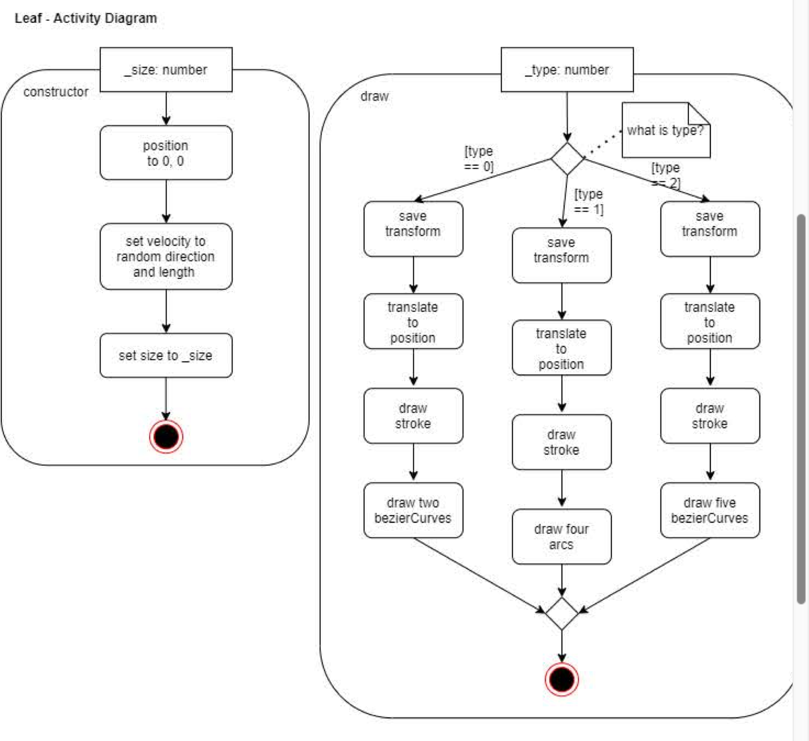 Leaf - Activity Diagram
_size: number
constructor
position
to 0, 0
set velocity to
random direction
and length
set size to _size
_type: number
draw
what is type?
[type
== 0]
[type
== 1]
[type
== 2]
save
transform
translate
to
position
draw
stroke
draw two
bezierCurves
save
transform
translate
to
position
draw
stroke
draw four
arcs
save
transform
translate
to
position
draw
stroke
draw five
bezierCurves